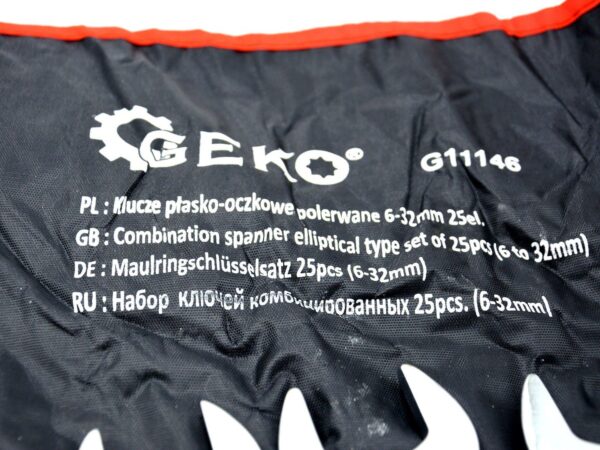 GEKO®
G11146
PL : Klucze płasko-oczkowe polerwane 6-32mm 25el.
GB : Combination spanner elliptical type set of 25pcs (6 to 32mm)
DE : Maulringschlüsselsatz 25pcs (6-32mm)
RU : Набор ключей комбицированных 25pcs. (6-32mm)